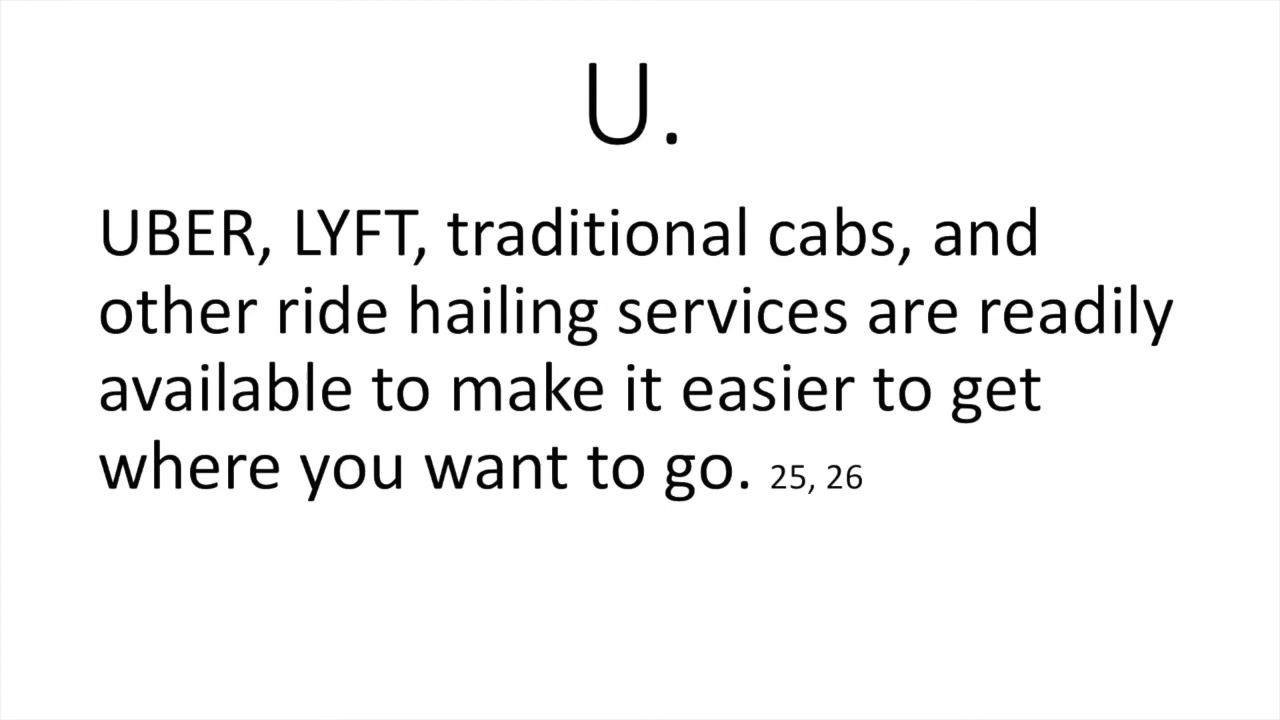 U.
UBER, LYFT, traditional cabs, and
other ride hailing services are readily
available to make it easier to get
where you want to go. 25, 26